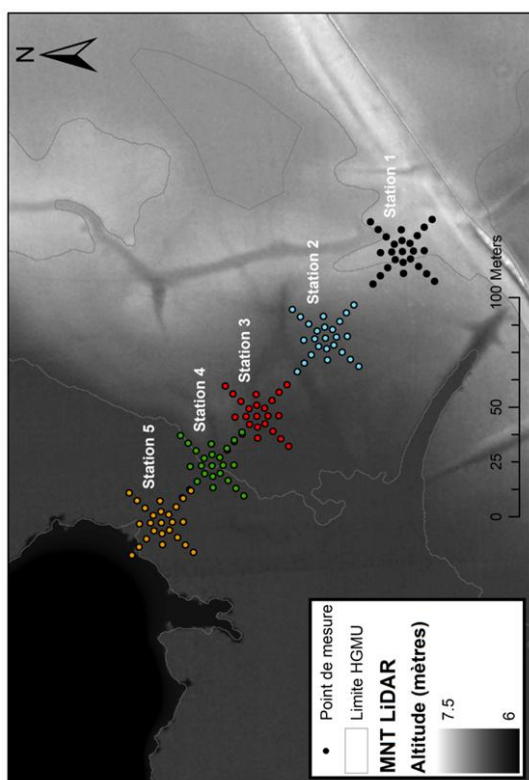 N
Station 1
Station 2
Station 3
Station 4
Station 5
Point de mesure
Limite HGMU
MNT LiDAR
Altitude (mètres)
7.5
6
0 25 50 100 Meters